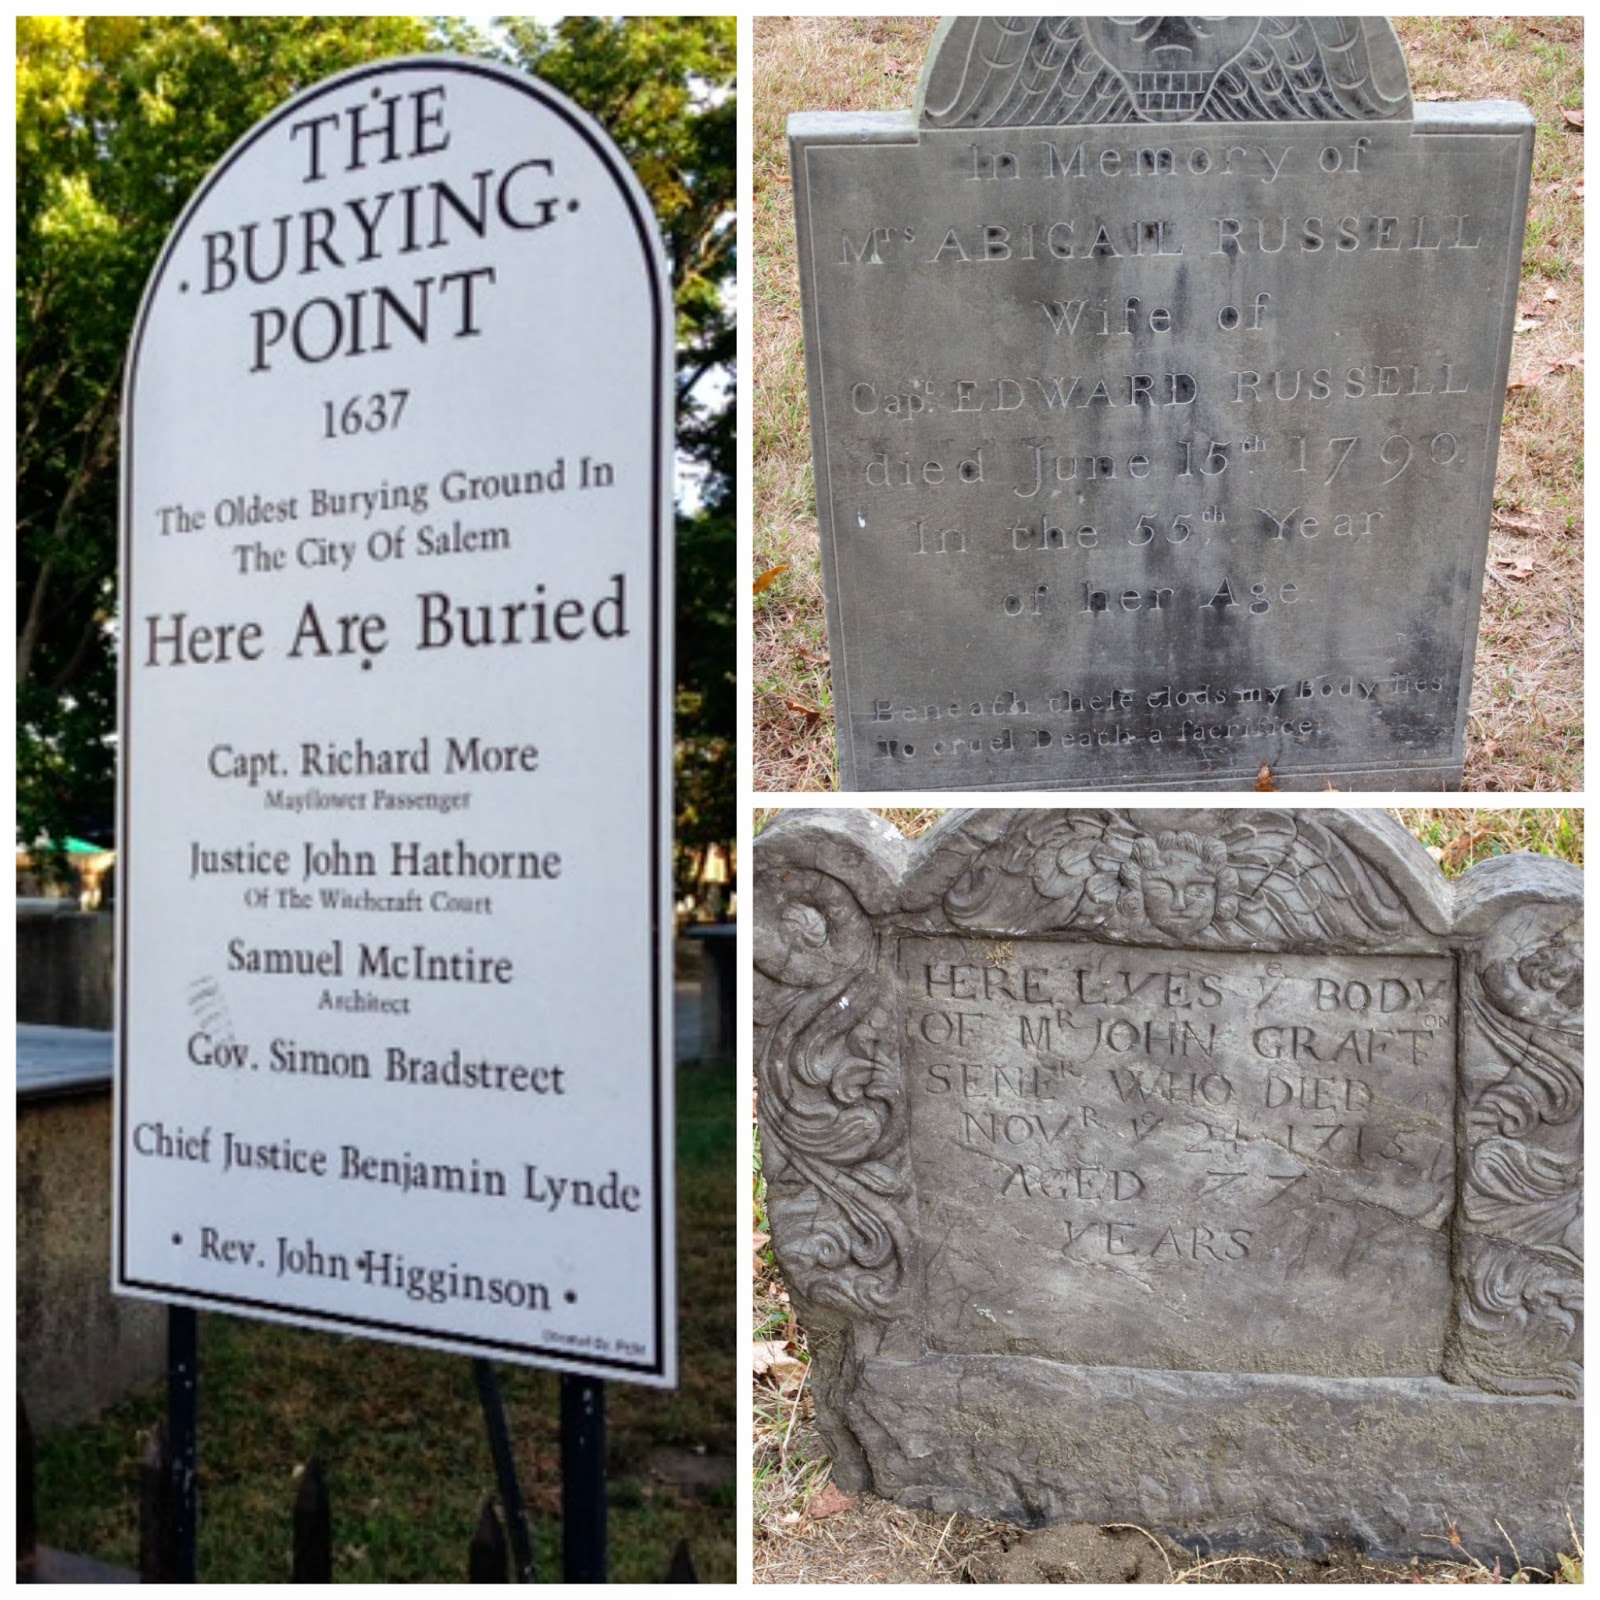 THE
BURYING
POINT
1637
The Oldest Burying Ground In
The City Of Salem
Here Are Buried
Capt. Richard More
Mayflower Passenger
Justice John Hathorne
Of The Witchcraft Court
Samuel McIntire
Architect
Gov. Simon Bradstreet
Chief Justice Benjamin Lynde
• Rev. John Higginson •
In Memory of
Mrs ABIGAIL RUSSELL
Wife of
Capt. EDWARD RUSSELL
died June 15th 1790.
In the 55th Year
of her Age
Beneath theſe clods my Body lies
To cruel Death a ſacrifice.
HERE LYES ye BODY
OF MR JOHN GRAFTON
SENER WHO DIED
NOVR ye 24 1715
AGED 77
YEARS